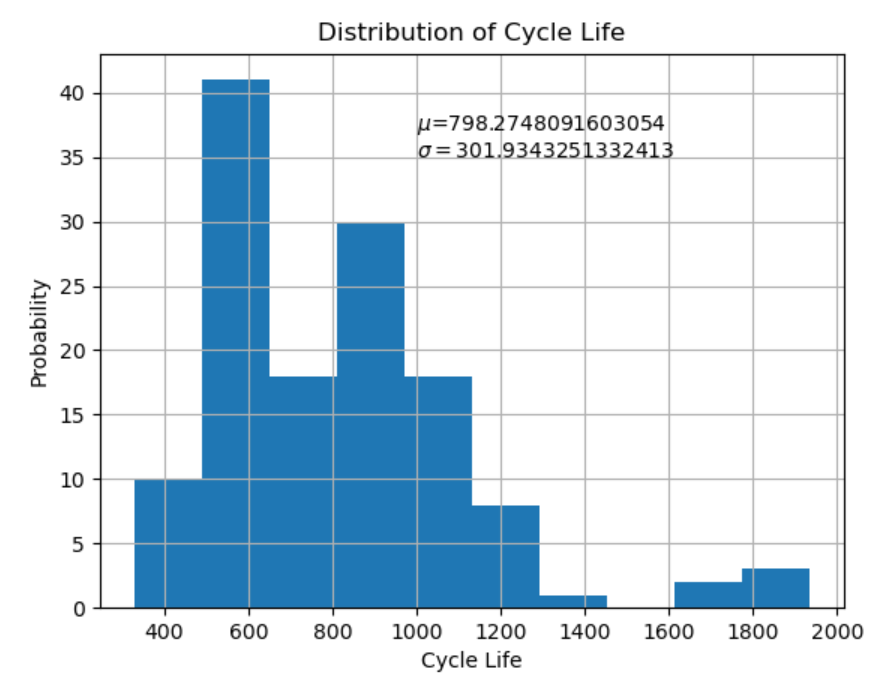 Distribution of Cycle Life
μ=798.2748091603054
σ = 301.9343251332413
Probability
40
35
30
25
20
15
10
5
0
400 600 800 1000 1200 1400 1600 1800 2000
Cycle Life